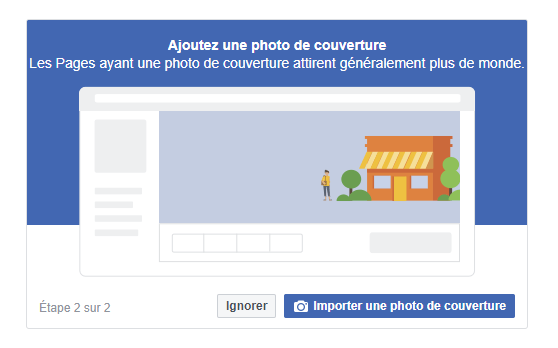 Ajoutez une photo de couverture
Les Pages ayant une photo de couverture attirent généralement plus de monde.
Étape 2 sur 2
Ignorer
Importer une photo de couverture